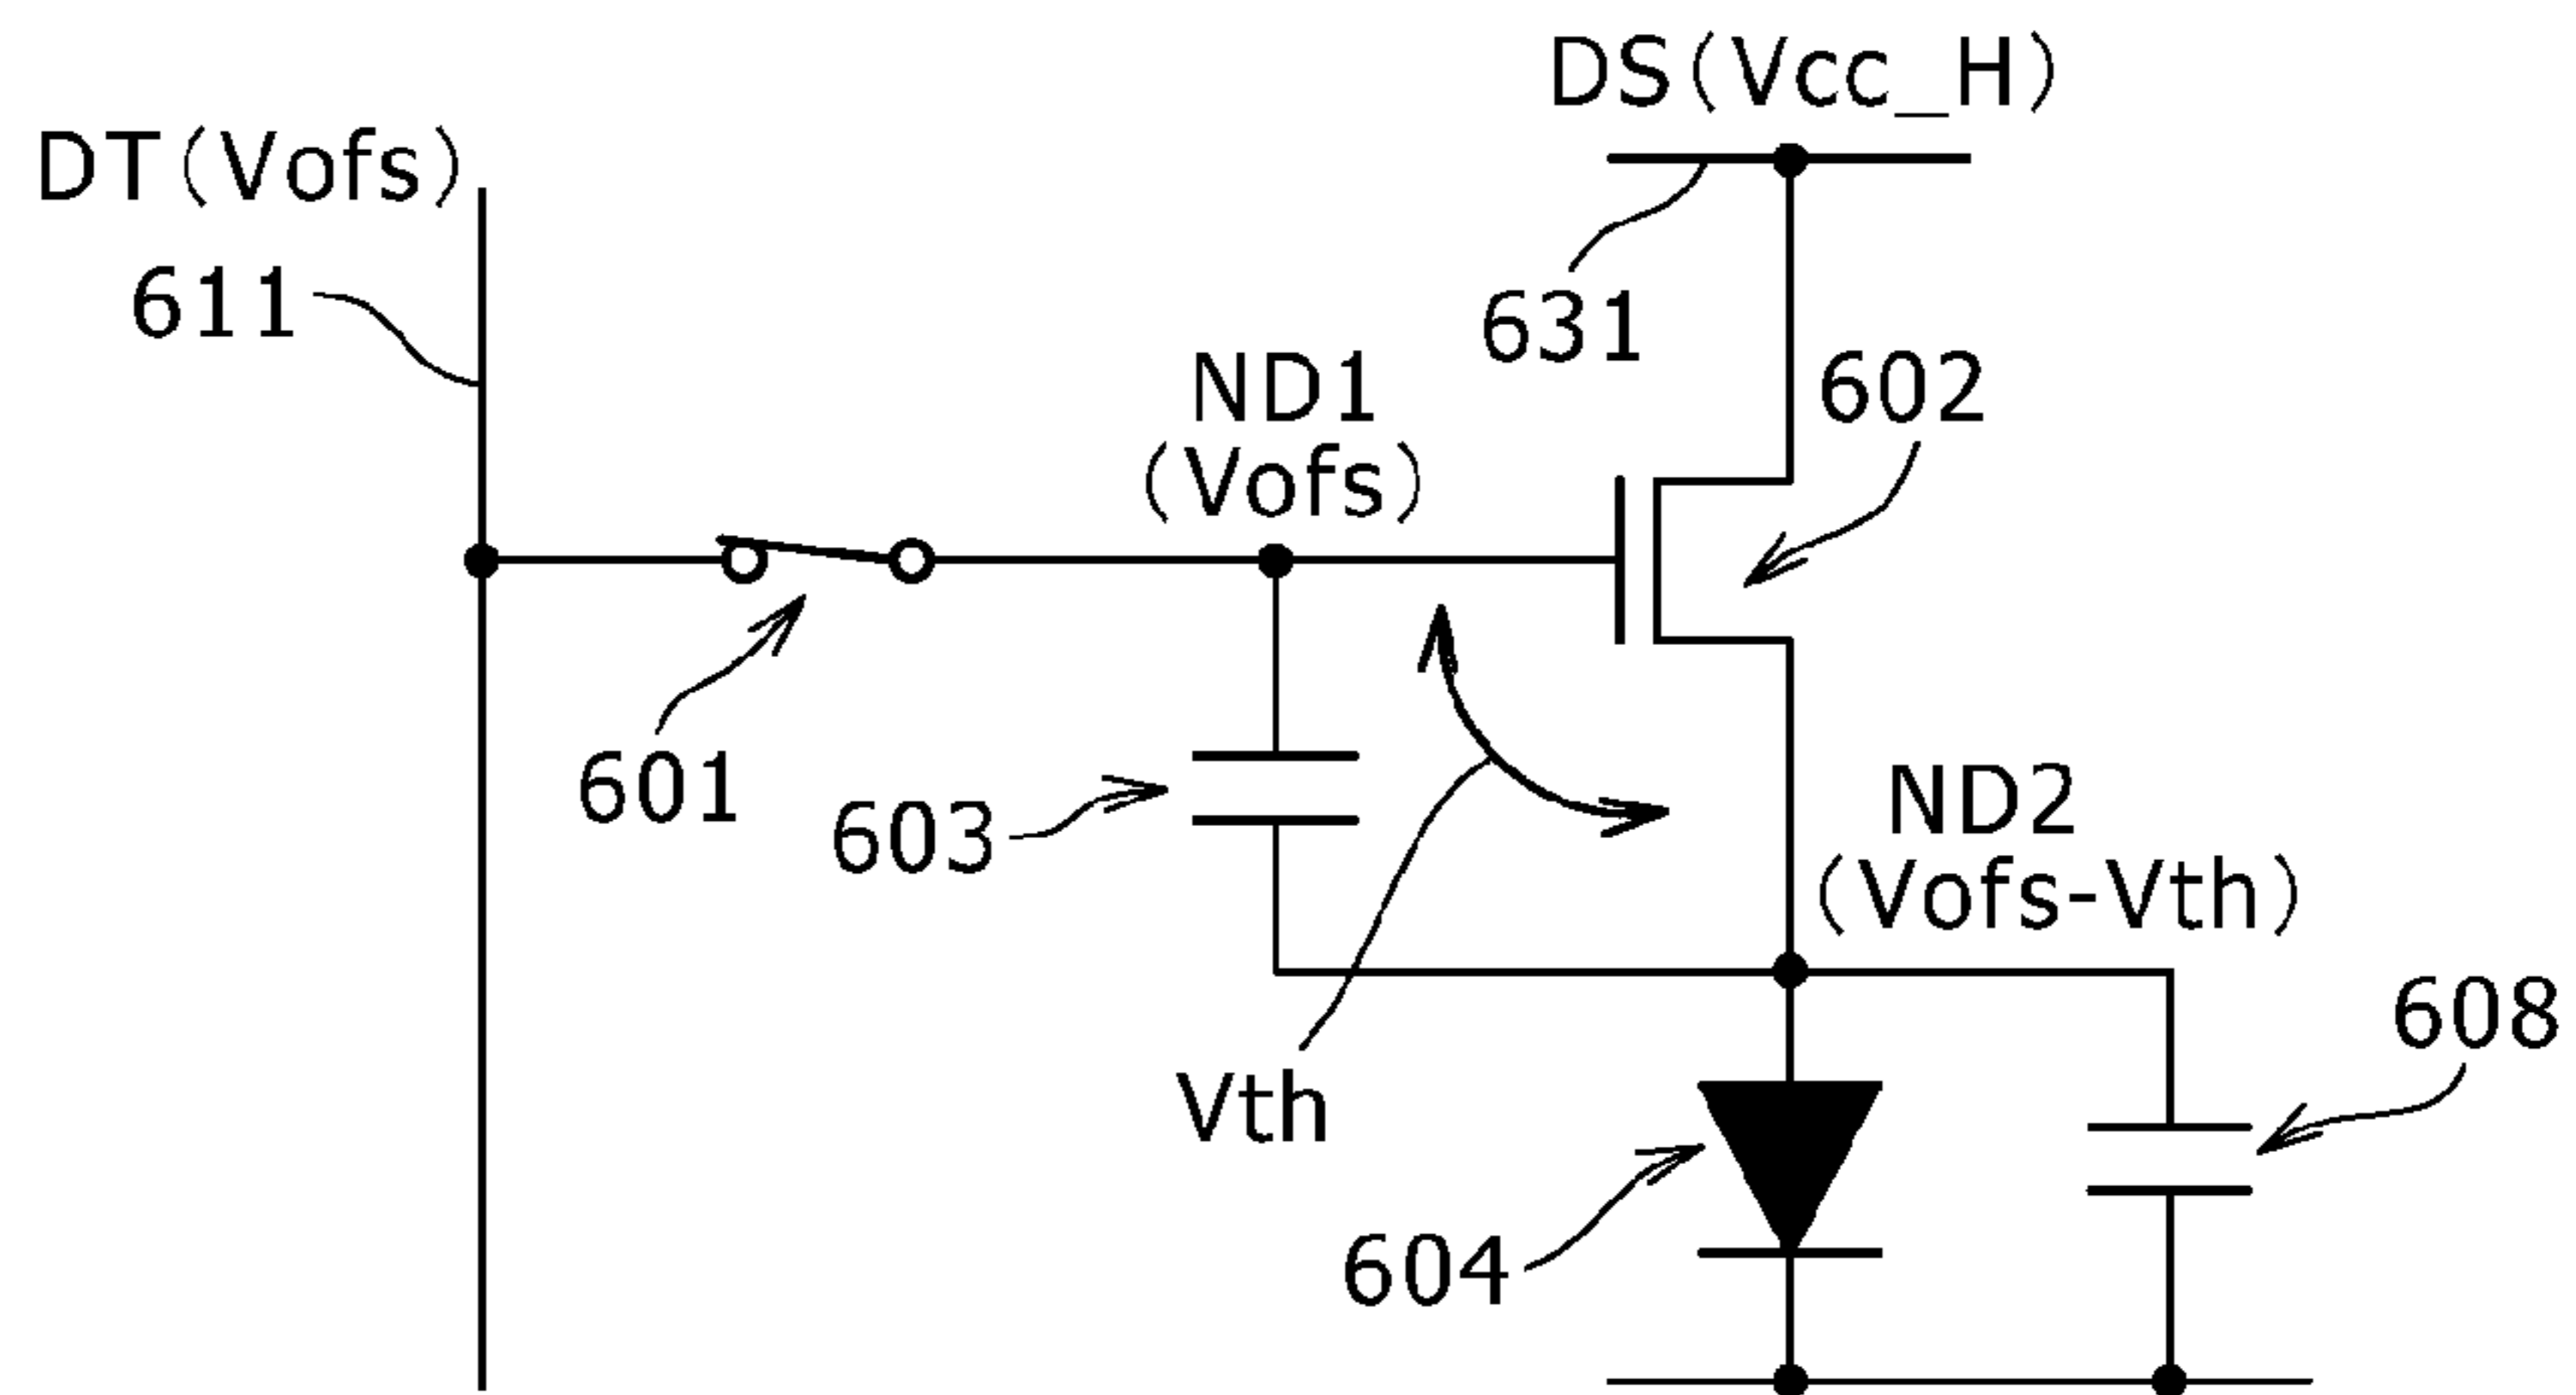 DS(Vcc_H)
DT(Vofs)
611
631
ND1
(Vofs)
602
601
603
ND2
(Vofs-Vth)
608
Vth
604